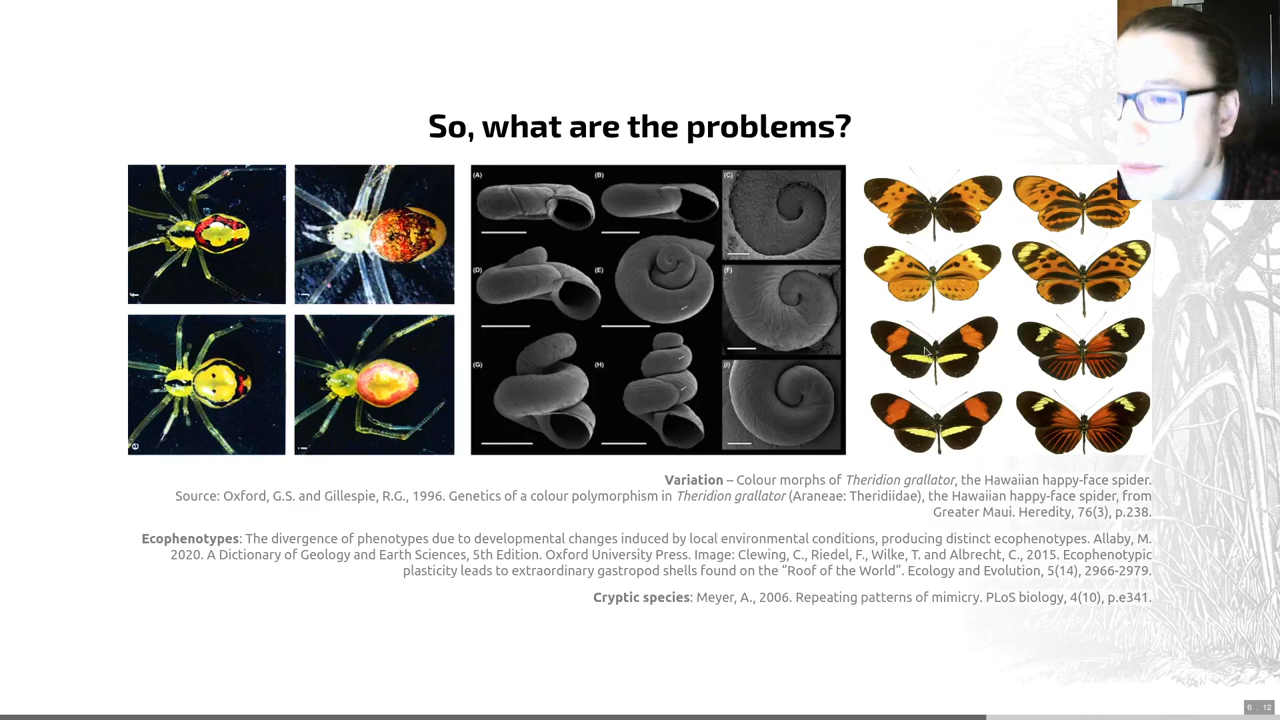 So, what are the problems?
f
i
e
i
(A)
(B)
(C)
(D)
(E)
(F)
(G)
(H)
(I)
Variation – Colour morphs of Theridion grallator, the Hawaiian happy-face spider.
Source: Oxford, G.S. and Gillespie, R.G., 1996. Genetics of a colour polymorphism in Theridion grallator (Araneae: Theridiidae), the Hawaiian happy-face spider, from
Greater Maui. Heredity, 76(3), p.238.
Ecophenotypes: The divergence of phenotypes due to developmental changes induced by local environmental conditions, producing distinct ecophenotypes. Allaby, M.
2020. A Dictionary of Geology and Earth Sciences, 5th Edition. Oxford University Press. Image: Clewing, C., Riedel, F., Wilke, T. and Albrecht, C., 2015. Ecophenotypic
plasticity leads to extraordinary gastropod shells found on the “Roof of the World”. Ecology and Evolution, 5(14), 2966-2979.
Cryptic species: Meyer, A., 2006. Repeating patterns of mimicry. PLoS biology, 4(10), p.e341.
6 . 12